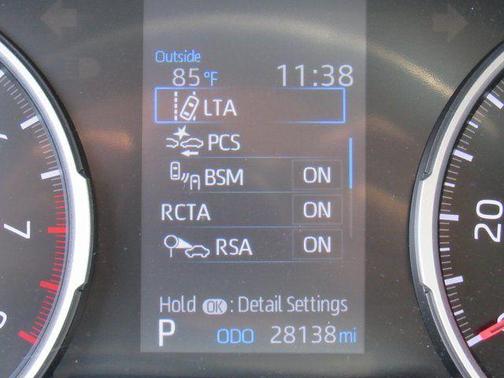 Outside
85°F 11:38
LTA
PCS
BSM ON
RCTA ON
RSA ON
Hold OK : Detail Settings
P ODO 28138 mi
7
20